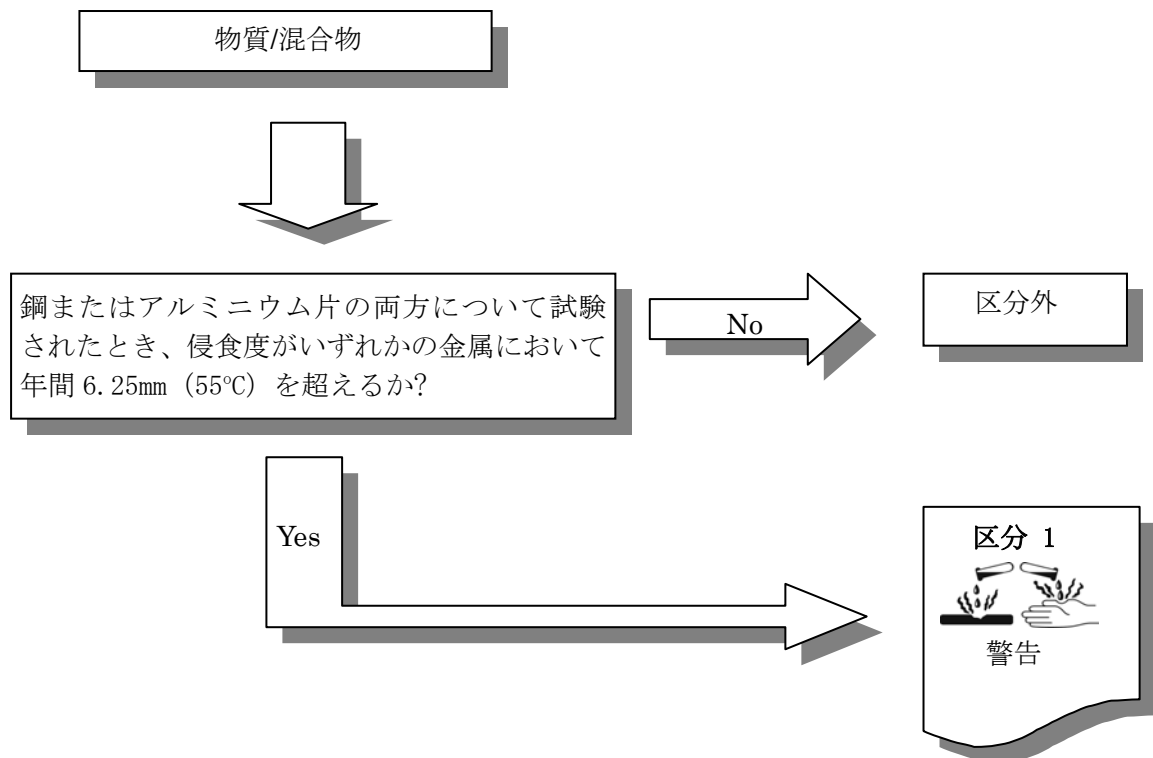 物質/混合物
鋼またはアルミニウム片の両方について試験
されたとき、侵食度がいずれかの金属において
年間 6.25mm (55℃) を超えるか?
No
区分外
Yes
区分 1
警告